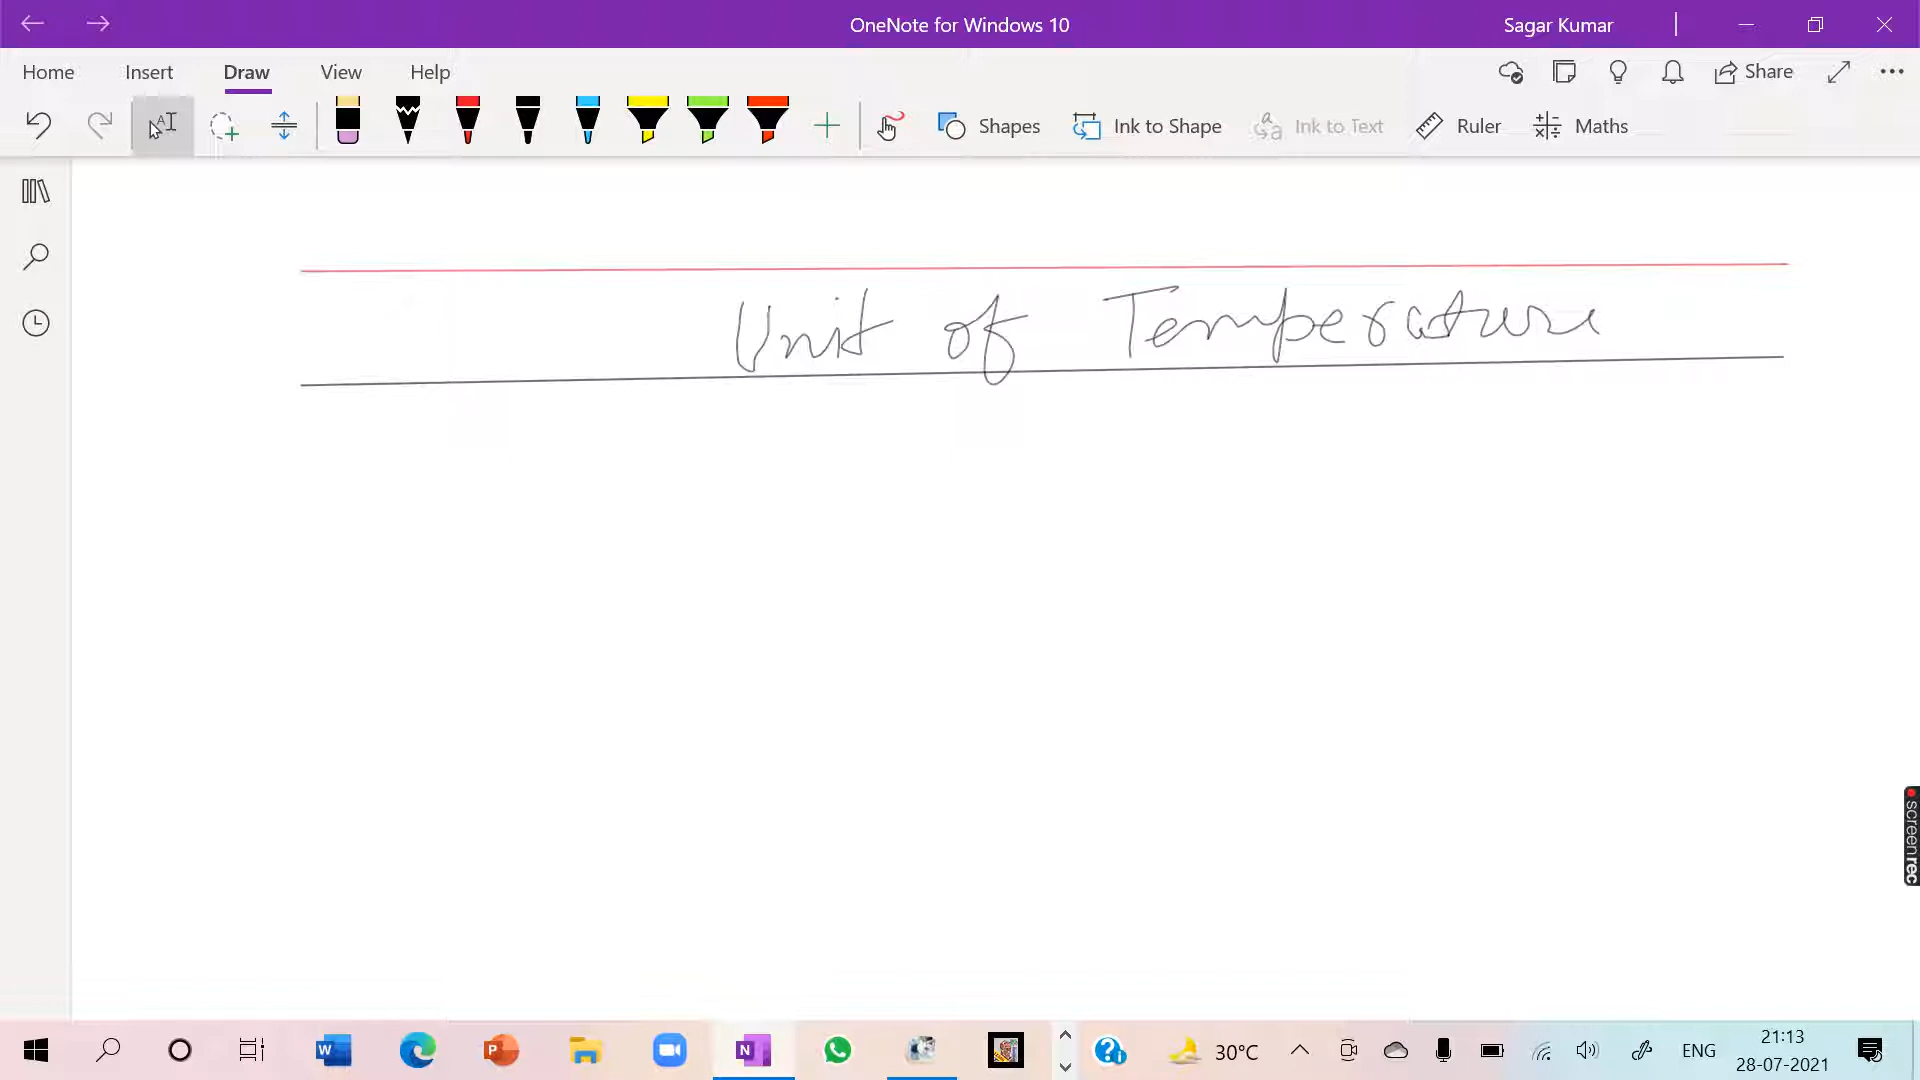 OneNote for Windows 10
Sagar Kumar
Home Insert Draw View Help
Share
Shapes Ink to Shape Ink to Text Ruler Maths
Unit of Temperature
screenrec
30°C
ENG
21:13
28-07-2021